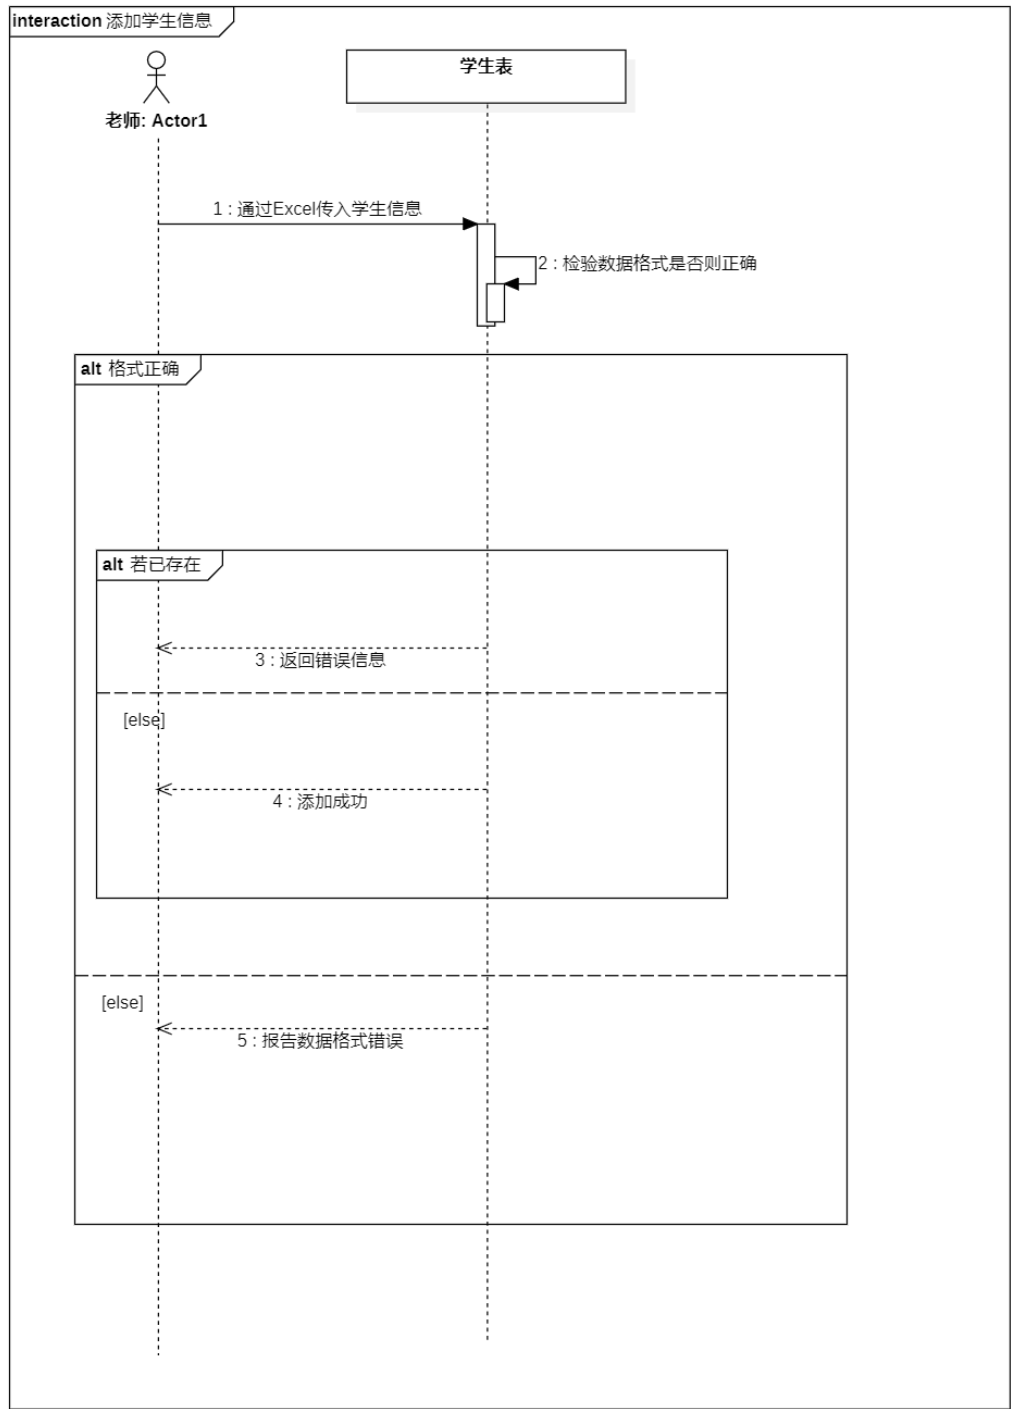 interaction 添加学生信息
学生表
老师: Actor1
1 : 通过Excel传入学生信息
2 : 检验数据格式是否则正确
alt 格式正确
alt 若已存在
3 : 返回错误信息
[else]
4 : 添加成功
[else]
5 : 报告数据格式错误